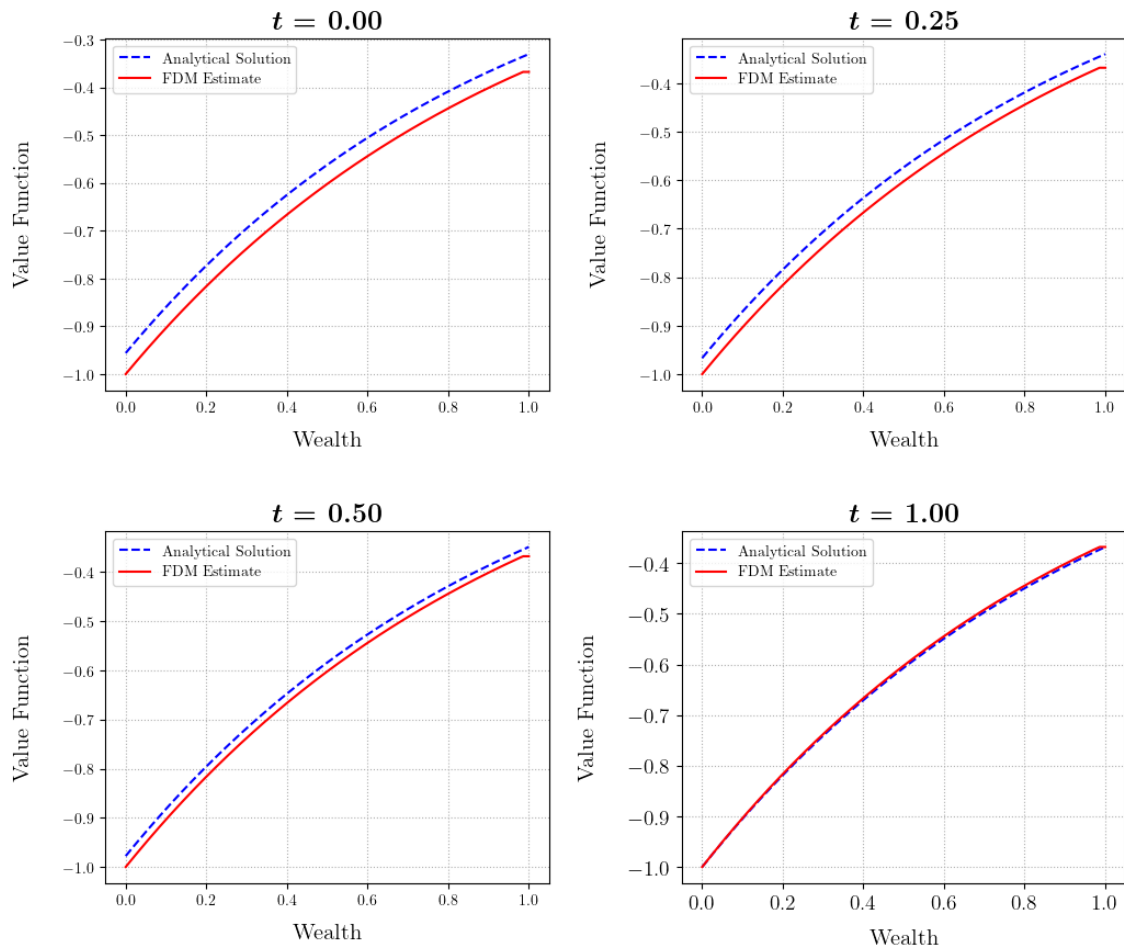 t = 0.00
−0.3
−0.4
−0.5
−0.6
−0.7
−0.8
−0.9
−1.0
Value Function
Analytical Solution
FDM Estimate
0.0 0.2 0.4 0.6 0.8 1.0
Wealth
t = 0.25
−0.4
−0.5
−0.6
−0.7
−0.8
−0.9
−1.0
Value Function
Analytical Solution
FDM Estimate
0.0 0.2 0.4 0.6 0.8 1.0
Wealth
t = 0.50
−0.4
−0.5
−0.6
−0.7
−0.8
−0.9
−1.0
Value Function
Analytical Solution
FDM Estimate
0.0 0.2 0.4 0.6 0.8 1.0
Wealth
t = 1.00
−0.4
−0.5
−0.6
−0.7
−0.8
−0.9
−1.0
Value Function
Analytical Solution
FDM Estimate
0.0 0.2 0.4 0.6 0.8 1.0
Wealth